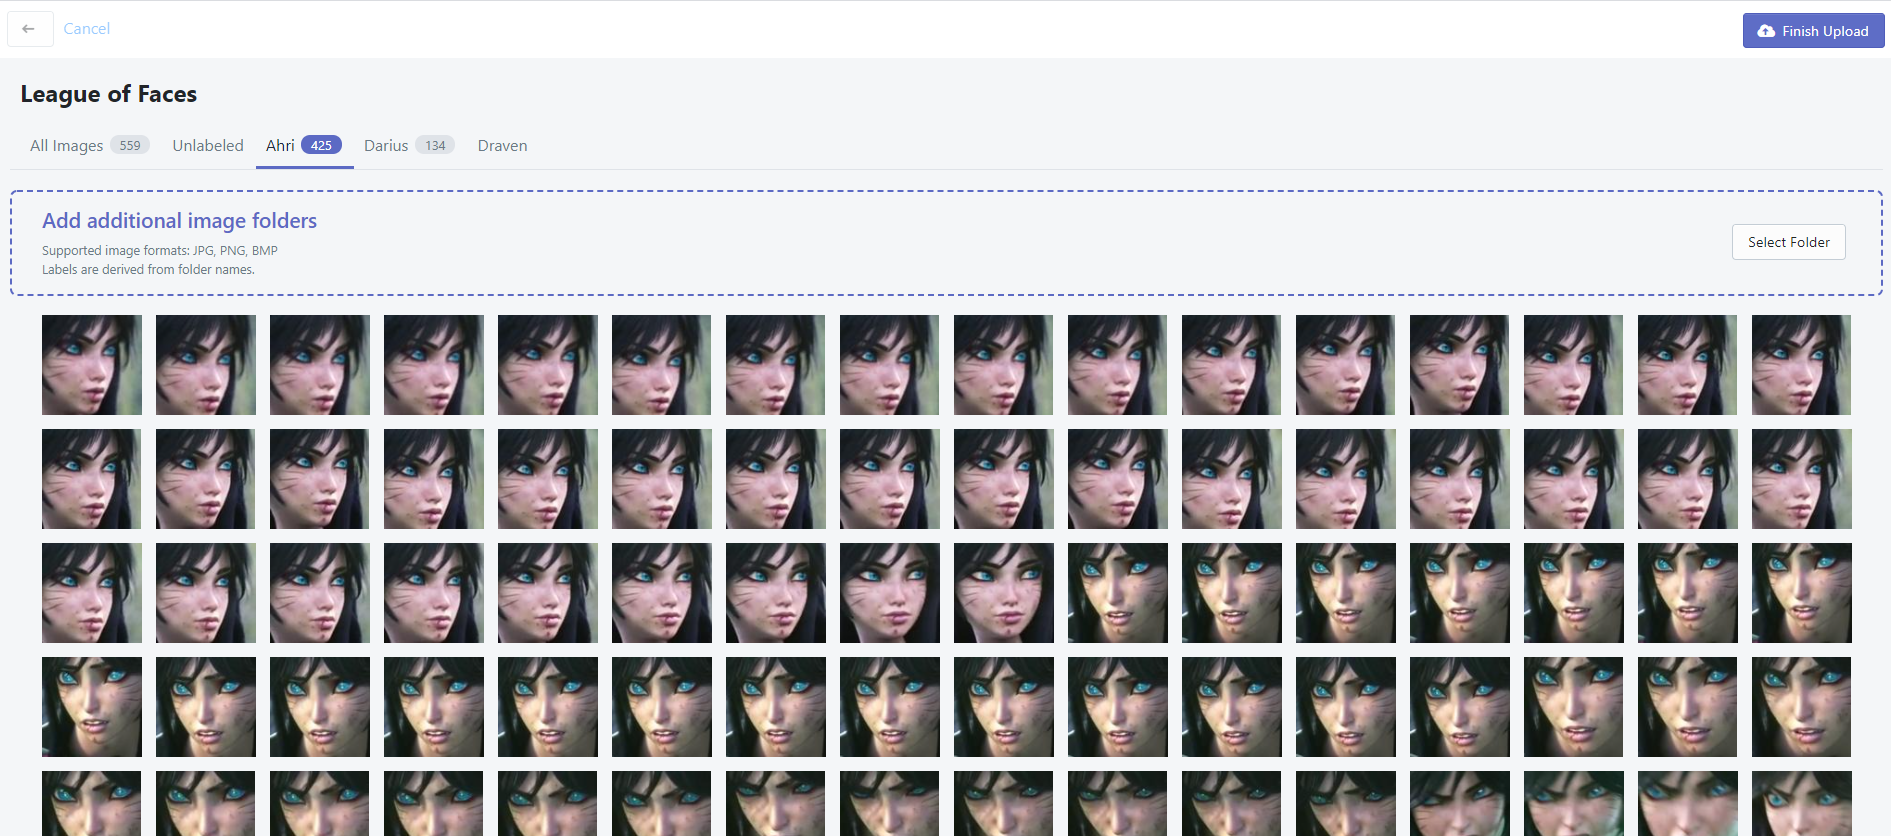 Cancel
Finish Upload
League of Faces
All Images 559 Unlabeled Ahri 425 Darius 134 Draven
Add additional image folders
Supported image formats: JPG, PNG, BMP
Labels are derived from folder names.
Select Folder